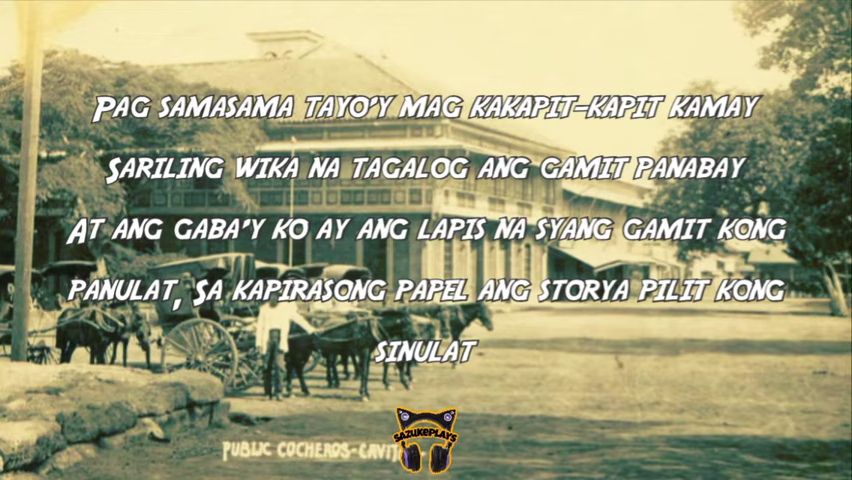 Pag samasama tayo'y mag kakapit-kapit kamay
Sariling wika na tagalog ang gamit panabay
At ang gaba'y ko ay ang lapis na syang gamit kong
panulat, Sa kapirasong papel ang storya pilit kong
sinulat
SAZUKEPLAYS
PUBLIC COCHEROS-CAVIT